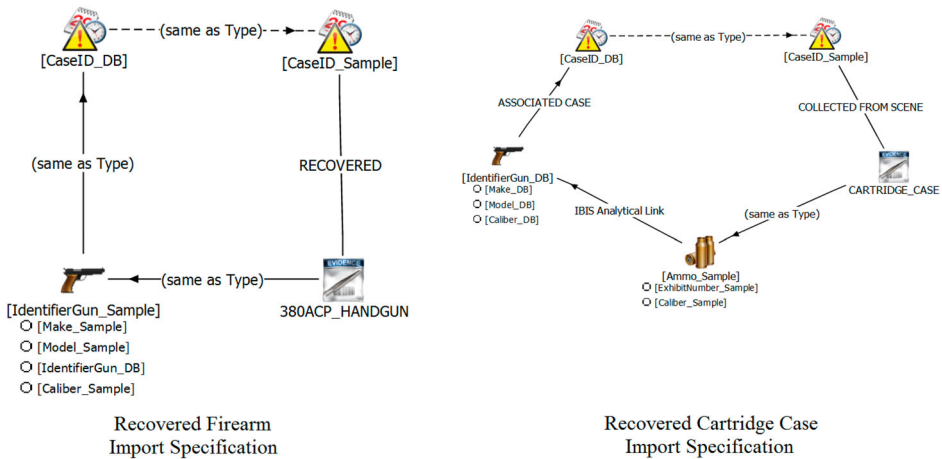 (same as Type)
[CaseID_DB]
[CaseID_Sample]
(same as Type)
RECOVERED
EVIDENCE
(same as Type)
[IdentifierGun_Sample]
380ACP_HANDGUN
[Make_Sample]
[Model_Sample]
[IdentifierGun_DB]
[Caliber_Sample]
Recovered Firearm
Import Specification
(same as Type)
[CaseID_DB]
[CaseID_Sample]
ASSOCIATED CASE
COLLECTED FROM SCENE
EVIDENCE
[IdentifierGun_DB]
CARTRIDGE_CASE
[Make_DB]
[Model_DB]
[Caliber_DB]
IBIS Analytical Link
(same as Type)
[Ammo_Sample]
[ExhibitNumber_Sample]
[Caliber_Sample]
Recovered Cartridge Case
Import Specification